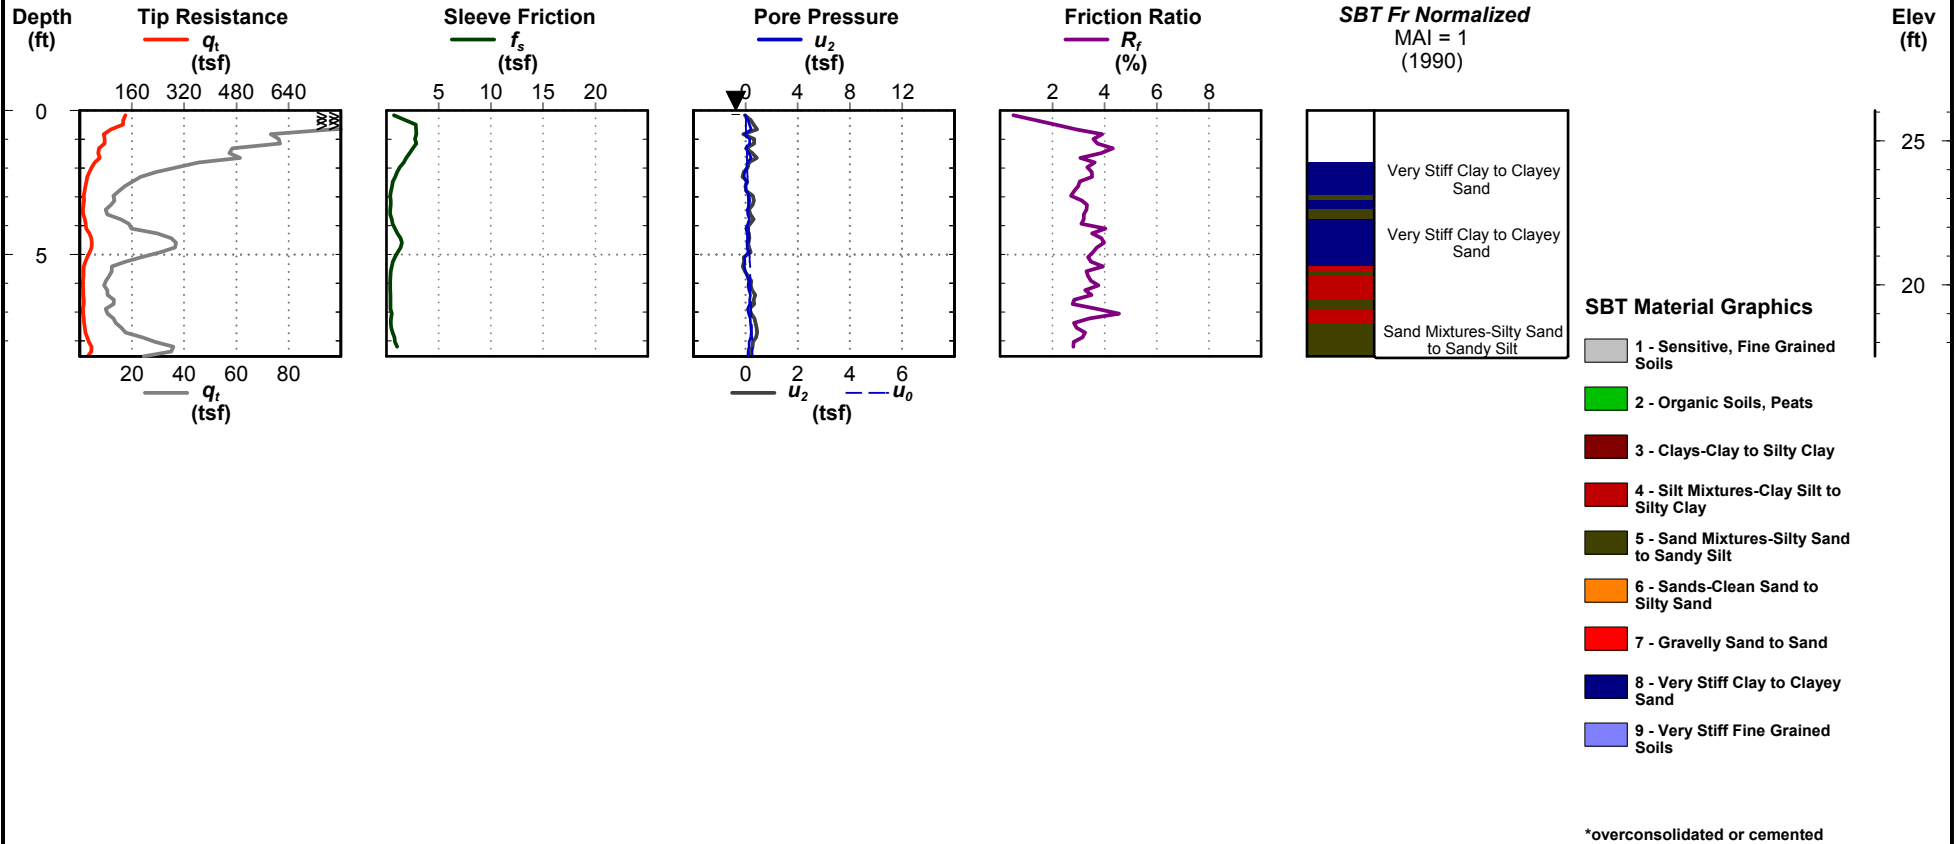 Depth
(ft)
Tip Resistance
qt
(tsf)
160 320 480 640
Sleeve Friction
fs
(tsf)
5 10 15 20
Pore Pressure
u2
(tsf)
0 4 8 12
Friction Ratio
Rf
(%)
2 4 6 8
SBT Fr Normalized
MAI = 1
(1990)
Elev
(ft)
0
5
>>
>>
>>
Very Stiff Clay to Clayey
Sand
Very Stiff Clay to Clayey
Sand
Sand Mixtures-Silty Sand
to Sandy Silt
25
20
20 40 60 80
qt
(tsf)
0 2 4 6
u2 u0
(tsf)
SBT Material Graphics
1 - Sensitive, Fine Grained
Soils
2 - Organic Soils, Peats
3 - Clays-Clay to Silty Clay
4 - Silt Mixtures-Clay Silt to
Silty Clay
5 - Sand Mixtures-Silty Sand
to Sandy Silt
6 - Sands-Clean Sand to
Silty Sand
7 - Gravelly Sand to Sand
8 - Very Stiff Clay to Clayey
Sand
9 - Very Stiff Fine Grained
Soils
*overconsolidated or cemented